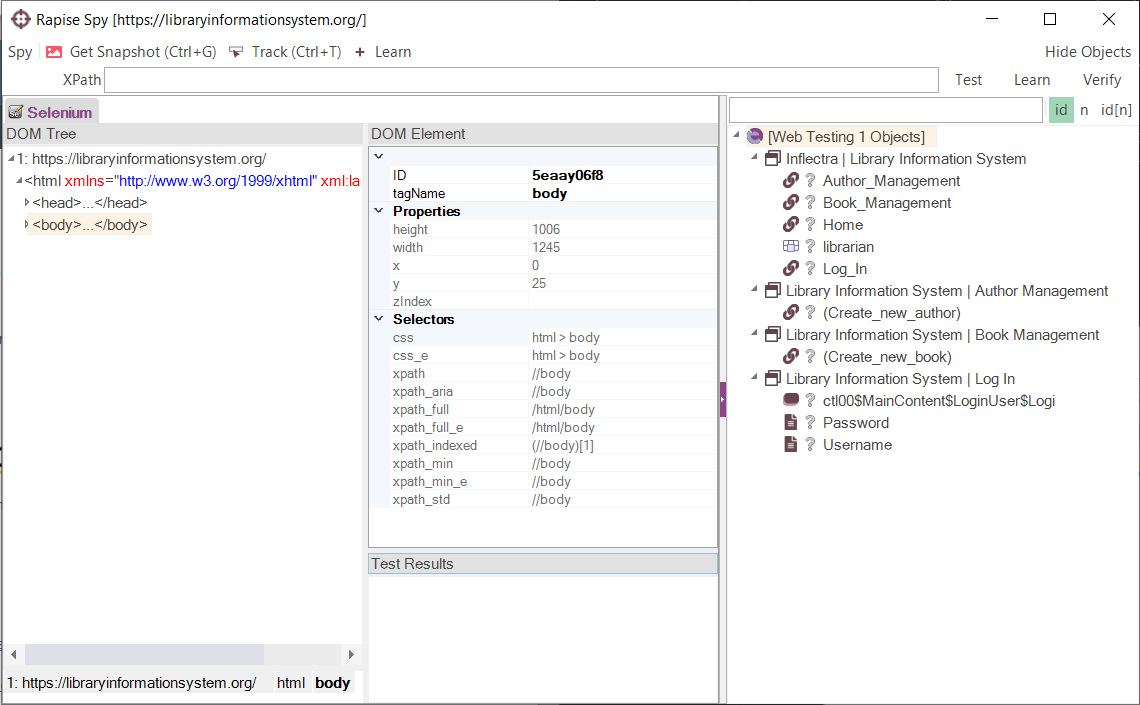 Rapise Spy [https://libraryinformationsystem.org/]
Spy Get Snapshot (Ctrl+G) Track (Ctrl+T) + Learn Hide Objects
XPath Test Learn Verify
Selenium
DOM Tree
1: https://libraryinformationsystem.org/
<html xmlns="http://www.w3.org/1999/xhtml" xml:la
<head>...</head>
<body>...</body>
1: https://libraryinformationsystem.org/ html body
DOM Element
ID 5eaay06f8
tagName body
Properties
height 1006
width 1245
x 0
y 25
zIndex
Selectors
css html > body
css_e html > body
xpath //body
xpath_aria //body
xpath_full /html/body
xpath_full_e /html/body
xpath_indexed (//body)[1]
xpath_min //body
xpath_min_e //body
xpath_std //body
Test Results
id n id[n]
[Web Testing 1 Objects]
Inflectra | Library Information System
? Author_Management
? Book_Management
? Home
? librarian
? Log_In
Library Information System | Author Management
? (Create_new_author)
Library Information System | Book Management
? (Create_new_book)
Library Information System | Log In
? ctl00$MainContent$LoginUser$Logi
? Password
? Username